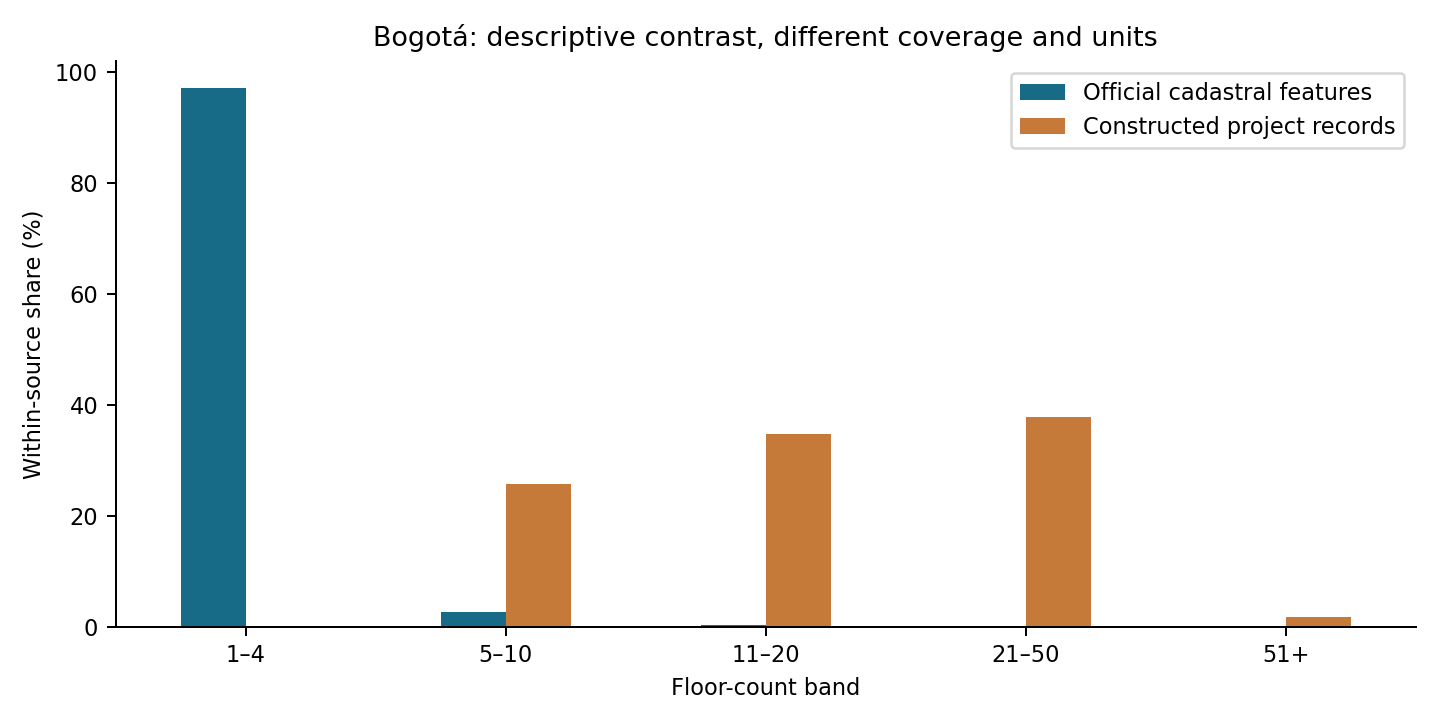 Bogotá: descriptive contrast, different coverage and units
Official cadastral features
Constructed project records
Within-source share (%)
100
80
60
40
20
0
1–4
5–10
11–20
21–50
51+
Floor-count band